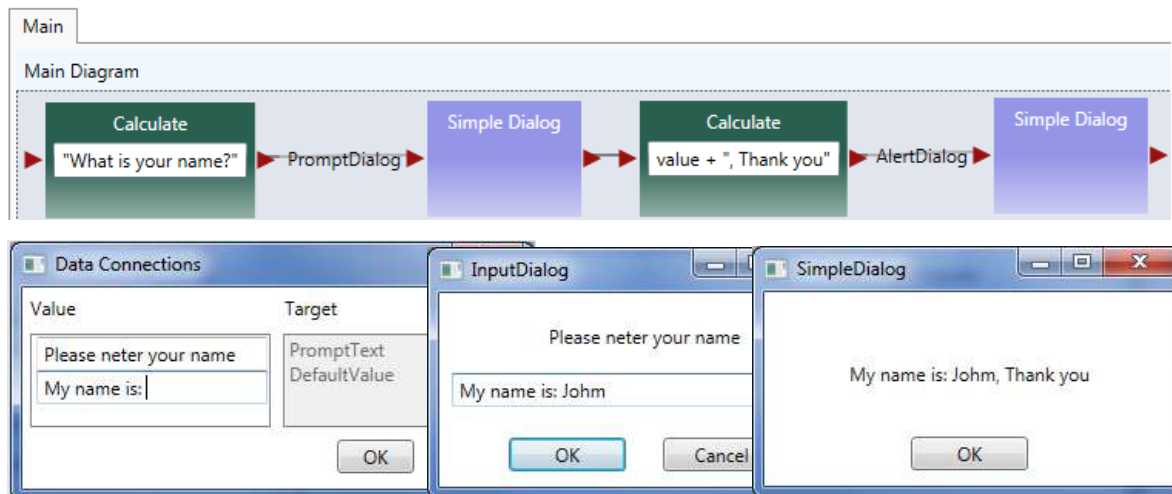 Main
Main Diagram
Calculate
"What is your name?"
PromptDialog
Simple Dialog
Calculate
value + ", Thank you"
AlertDialog
Simple Dialog
Data Connections
Value
Target
Please neter your name
My name is:
PromptText
DefaultValue
OK
InputDialog
Please neter your name
My name is: Johm
OK
Cancel
SimpleDialog
My name is: Johm, Thank you
OK